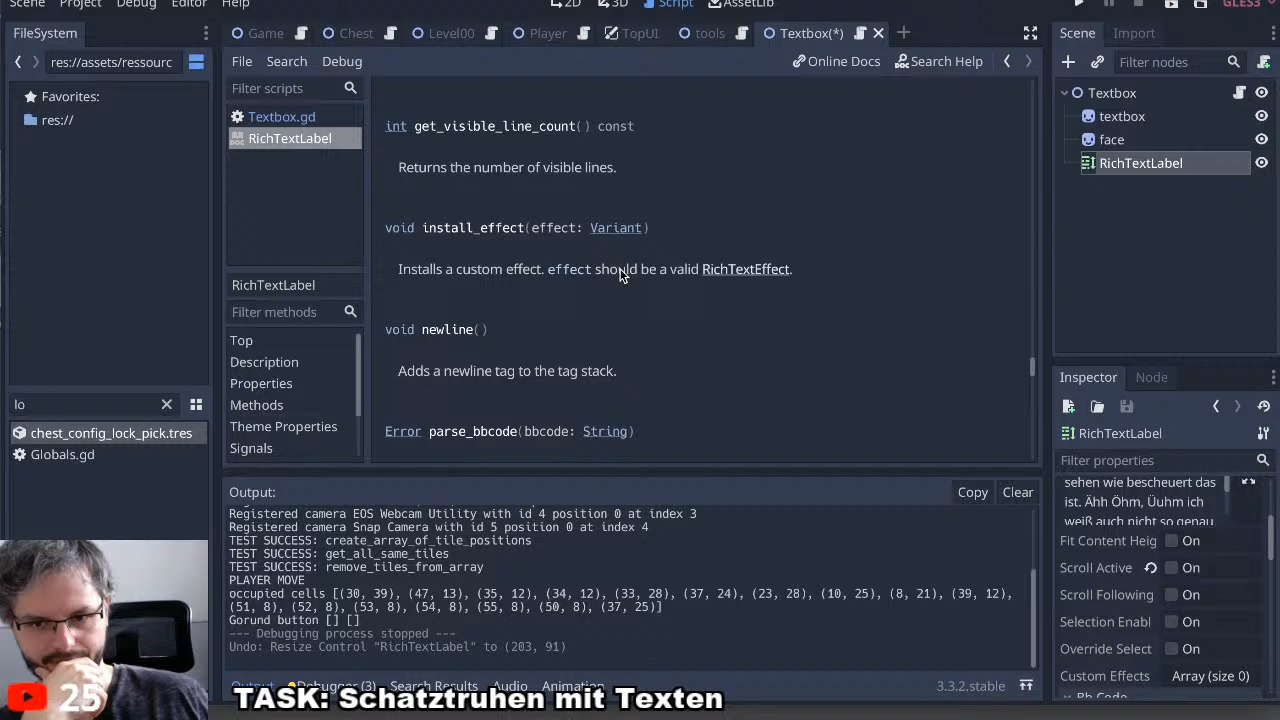 Scene Project Debug Editor Help
2D 3D Script AssetLib
GLES3
FileSystem
res://assets/ressourc
Favorites:
res://
lo
chest_config_lock_pick.tres
Globals.gd
Game Chest Level00 Player TopUI tools Textbox(*)
File Search Debug
Online Docs Search Help
Filter scripts
Textbox.gd
RichTextLabel
RichTextLabel
Filter methods
Top
Description
Properties
Methods
Theme Properties
Signals
int get_visible_line_count() const
Returns the number of visible lines.
void install_effect(effect: Variant)
Installs a custom effect. effect should be a valid RichTextEffect.
void newline()
Adds a newline tag to the tag stack.
Error parse_bbcode(bbcode: String)
Output:
Copy Clear
Registered camera EOS Webcam Utility with id 4 position 0 at index 3
Registered camera Snap Camera with id 5 position 0 at index 4
TEST SUCCESS: create_array_of_tile_positions
TEST SUCCESS: get_all_same_tiles
TEST SUCCESS: remove_tiles_from_array
PLAYER MOVE
occupied cells [(30, 39), (47, 13), (35, 12), (34, 12), (33, 28), (37, 24), (23, 28), (10, 25), (8, 21), (39, 12),
(51, 8), (52, 8), (53, 8), (54, 8), (55, 8), (50, 8), (37, 25)]
Gorund button [] []
--- Debugging process stopped ---
Undo: Resize Control "RichTextLabel" to (203, 91)
Output Debugger (3) Search Results Audio Animation
3.3.2.stable
Scene Import
Filter nodes
Textbox
textbox
face
RichTextLabel
Inspector Node
RichTextLabel
Filter properties
sehen wie bescheuert das
ist. Ähh Öhm, Üuhm ich
weiß auch nicht so genau
Fit Content Heig On
Scroll Active On
Scroll Following On
Selection Enabl On
Override Select On
Custom Effects Array (size 0)
Bb Code
25
TASK: Schatztruhen mit Texten